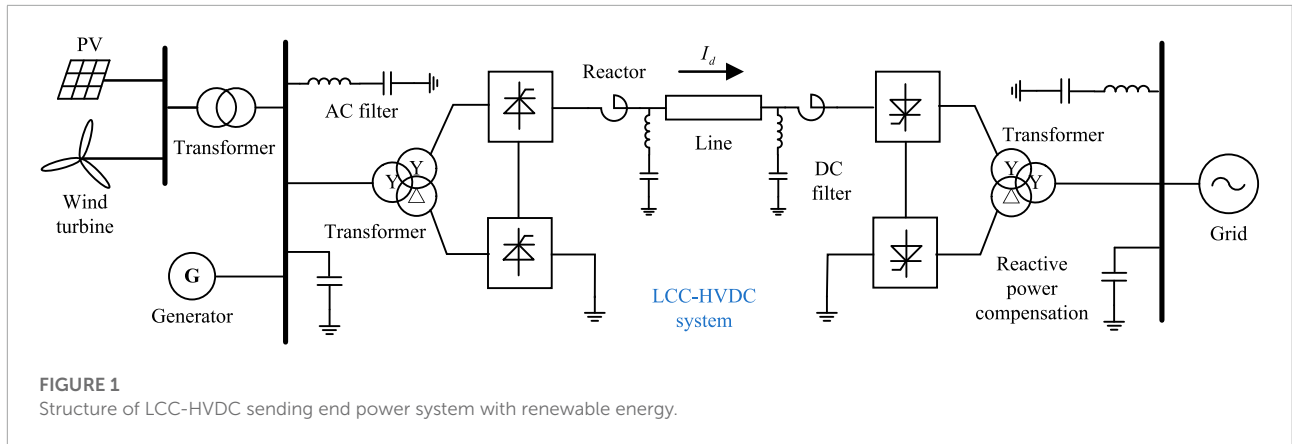 PV
Wind
turbine
Transformer
G
Generator
AC filter
Y
Y
△
Transformer
Reactor
I_d
Line
DC
filter
LCC-HVDC
system
Transformer
Y
Y
△
Reactive
power
compensation
Grid
FIGURE 1
Structure of LCC-HVDC sending end power system with renewable energy.